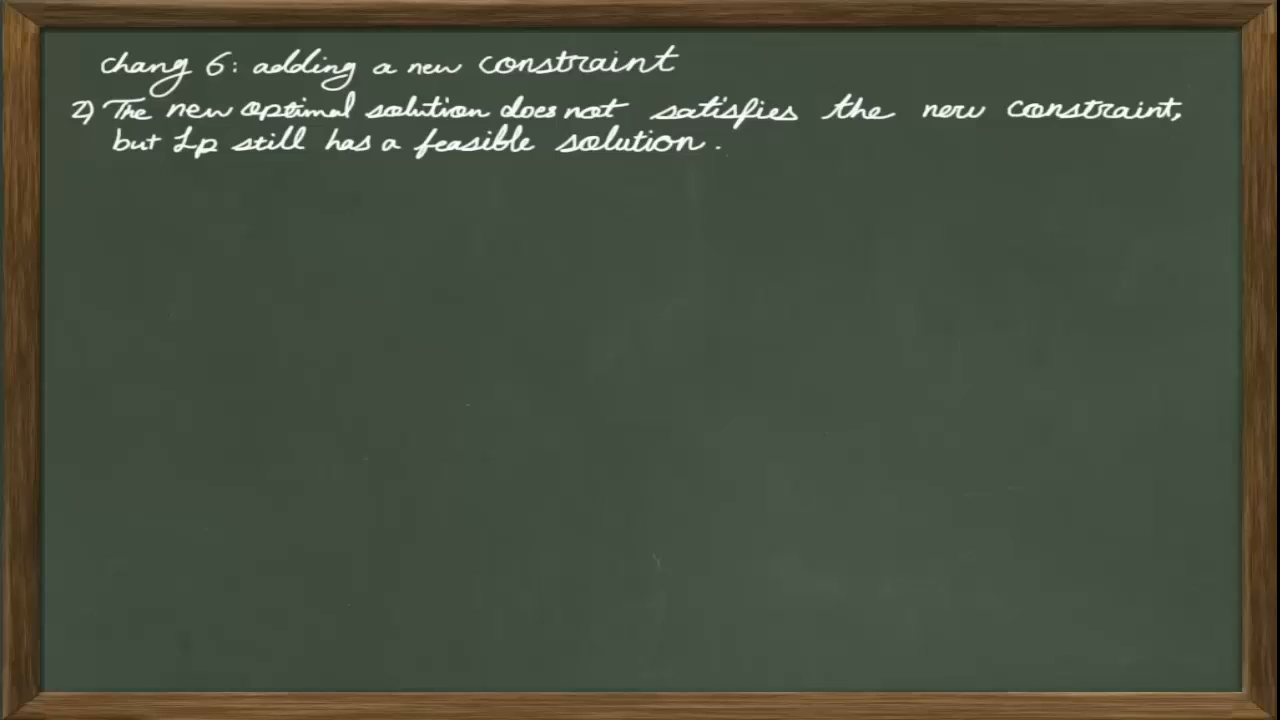 chang 6: adding a new constraint
2) The new optimal solution does not satisfies the new constraint,
but Lp still has a feasible solution.